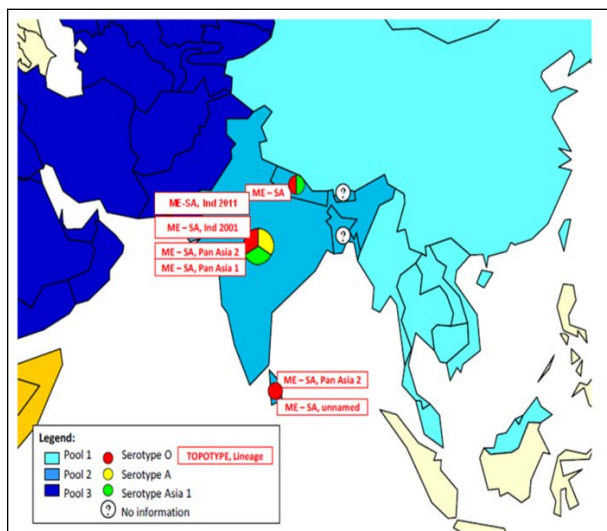 ME – SA
?
ME-SA, Ind 2011
ME – SA, Ind 2001
?
ME – SA, Pan Asia 2
ME – SA, Pan Asia 1
ME – SA, Pan Asia 2
ME – SA, unnamed
Legend:
Pool 1
Serotype O
TOPOTYPE, Lineage
Pool 2
Serotype A
Pool 3
Serotype Asia 1
?
No information